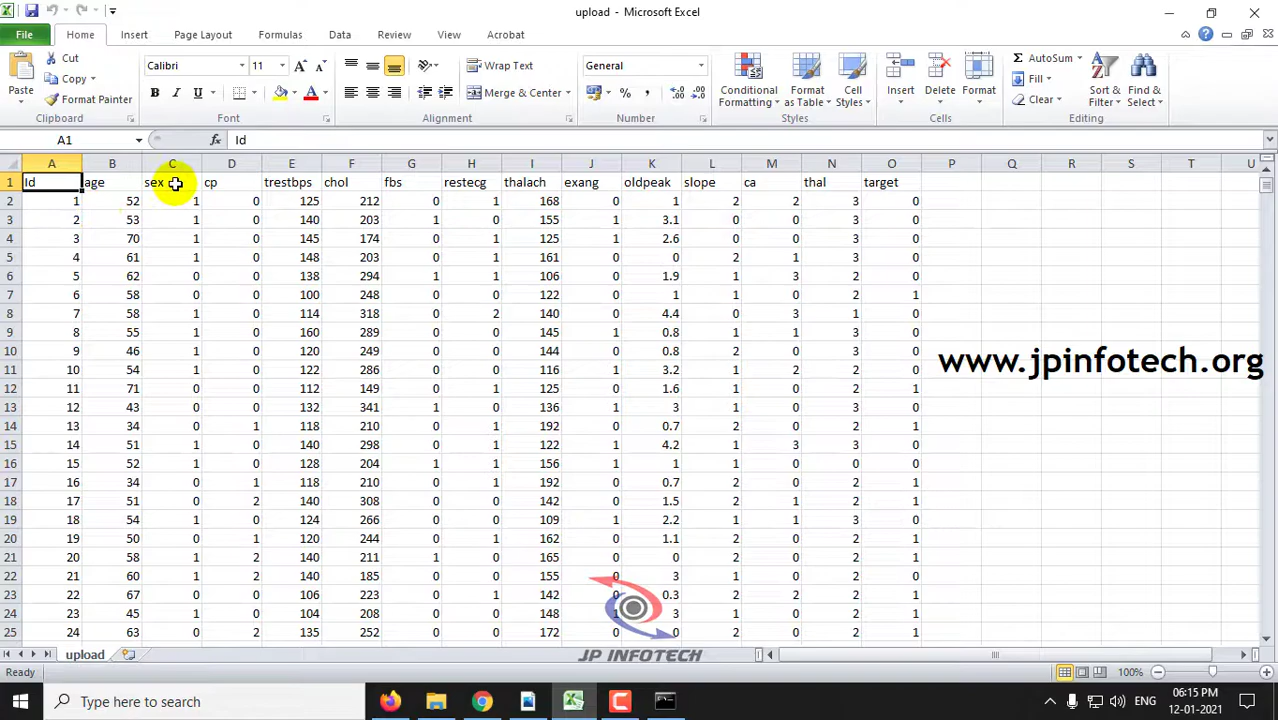 upload - Microsoft Excel
File Home Insert Page Layout Formulas Data Review View Acrobat
Paste Cut Copy Format Painter Clipboard
Calibri 11 A A B I U A Font
Wrap Text Merge & Center Alignment
General % , Number
Conditional Formatting Format as Table Cell Styles Styles
Insert Delete Format Cells
Σ AutoSum Fill Clear Sort & Filter Find & Select Editing
A1 fx Id
A B C D E F G H I J K L M N O P Q R S T U
1 Id age sex cp trestbps chol fbs restecg thalach exang oldpeak slope ca thal target
2 1 52 1 0 125 212 0 1 168 0 1 2 2 3 0
3 2 53 1 0 140 203 1 0 155 1 3.1 0 0 3 0
4 3 70 1 0 145 174 0 1 125 1 2.6 0 0 3 0
5 4 61 1 0 148 203 0 1 161 0 0 2 1 3 0
6 5 62 0 0 138 294 1 1 106 0 1.9 1 3 2 0
7 6 58 0 0 100 248 0 0 122 0 1 1 0 2 1
8 7 58 1 0 114 318 0 2 140 0 4.4 0 3 1 0
9 8 55 1 0 160 289 0 0 145 1 0.8 1 1 3 0
10 9 46 1 0 120 249 0 0 144 0 0.8 2 0 3 0
11 10 54 1 0 122 286 0 0 116 1 3.2 1 2 2 0
www.jpinfotech.org
12 11 71 0 0 112 149 0 1 125 0 1.6 1 0 2 1
13 12 43 0 0 132 341 1 0 136 1 3 1 0 3 0
14 13 34 0 1 118 210 0 1 192 0 0.7 2 0 2 1
15 14 51 1 0 140 298 0 1 122 1 4.2 1 3 3 0
16 15 52 1 0 128 204 1 1 156 1 1 1 0 0 0
17 16 34 0 1 118 210 0 1 192 0 0.7 2 0 2 1
18 17 51 0 2 140 308 0 0 142 0 1.5 2 1 2 1
19 18 54 1 0 124 266 0 0 109 1 2.2 1 1 3 0
20 19 50 0 1 120 244 0 1 162 0 1.1 2 0 2 1
21 20 58 1 2 140 211 1 0 165 0 0 2 0 2 1
22 21 60 1 2 140 185 0 0 155 0 3 1 0 2 0
23 22 67 0 0 106 223 0 1 142 0 0.3 2 2 2 1
24 23 45 1 0 104 208 0 0 148 1 3 1 0 2 1
25 24 63 0 2 135 252 0 0 172 0 0 2 0 2 1
JP INFOTECH
upload
Ready 100%
Type here to search
ENG
06:15 PM
12-01-2021